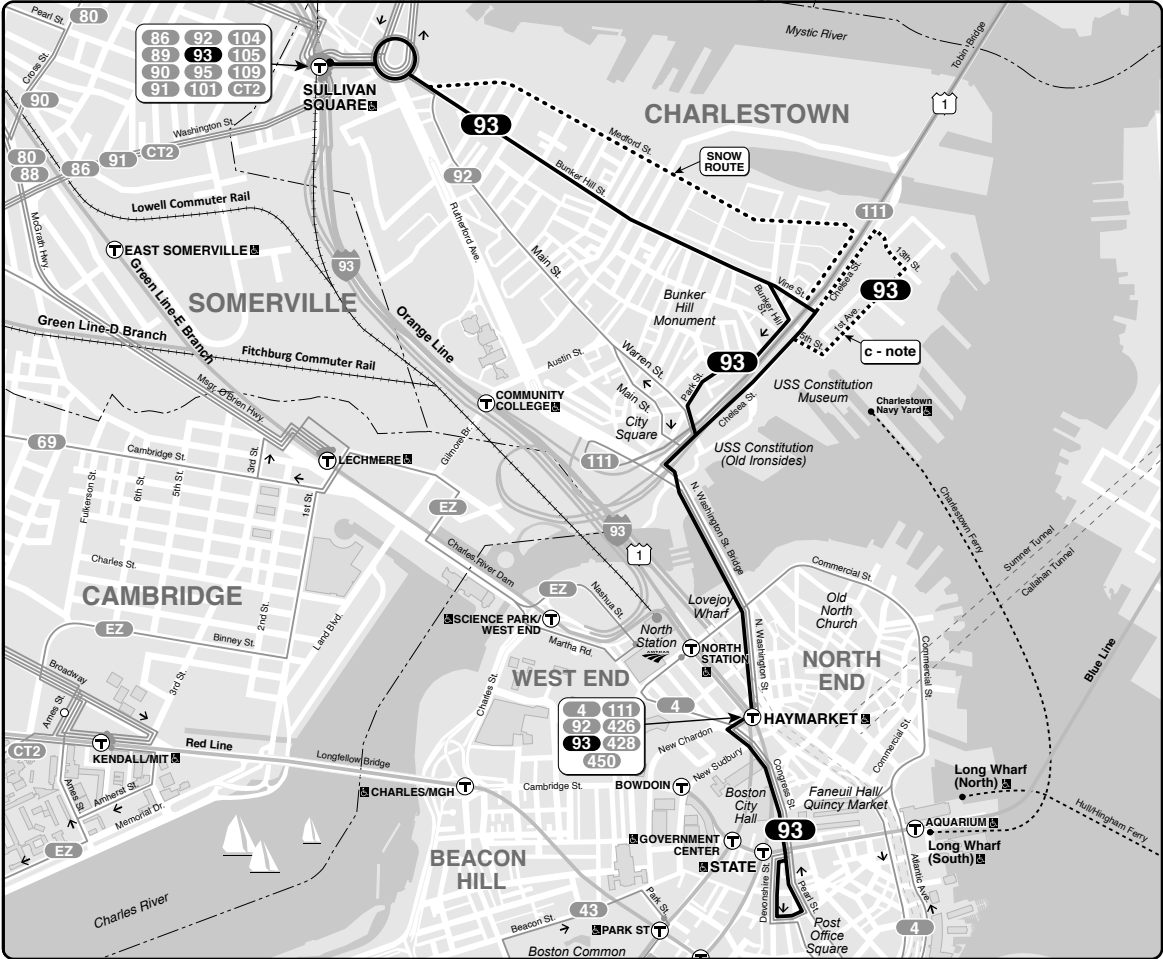 Pearl St.
80
86 92 104
89 93 105
90 95 109
91 101 CT2
Cross St.
90
SULLIVAN
SQUARE
Washington St.
80
88
86
91
CT2
Mystic River
Tobin Bridge
1
CHARLESTOWN
93
Medford St.
SNOW
ROUTE
92
Bunker Hill St.
111
Lowell Commuter Rail
McGrath Hwy.
Rutherford Ave.
EAST SOMERVILLE
93
Main St.
13th St.
Vine St.
Chelsea St.
93
SOMERVILLE
Green Line-E Branch
Orange Line
Bunker
Hill
Monument
Bunker Hill
St.
1st Ave.
5th St.
c - note
Green Line-D Branch
Fitchburg Commuter Rail
Austin St.
Warren St.
93
Park St.
USS Constitution
Museum
Msgr. O'Brien Hwy.
COMMUNITY
COLLEGE
Main St.
Chelsea St.
Charlestown
Navy Yard
City
Square
69
Cambridge St.
3rd St.
LECHMERE
Gilmore Br.
111
USS Constitution
(Old Ironsides)
Fulkerson St.
6th St.
5th St.
1st St.
EZ
93
1
N. Washington St. Bridge
Charlestown Ferry
Sumner Tunnel
Callahan Tunnel
Charles St.
Charles River Dam
Commercial St.
CAMBRIDGE
EZ
Nashua St.
Lovejoy
Wharf
Old
North
Church
2nd St.
Land Blvd.
EZ
Binney St.
SCIENCE PARK/
WEST END
Martha Rd.
North
Station
AMTRAK
NORTH
STATION
N. Washington St.
NORTH
END
Commercial St.
Blue Line
Broadway
3rd St.
WEST END
Charles St.
4 111
92 426
93 428
450
4
HAYMARKET
Ames St.
CT2
KENDALL/MIT
Red Line
Longfellow Bridge
New Chardon
New Sudbury
Congress St.
Commercial St.
Ames St.
Amherst St.
Memorial Dr.
CHARLES/MGH
Cambridge St.
BOWDOIN
Boston
City
Hall
Faneuil Hall/
Quincy Market
Long Wharf
(North)
Hull/Hingham Ferry
EZ
93
AQUARIUM
Long Wharf
(South)
GOVERNMENT
CENTER
STATE
BEACON
HILL
Devonshire St.
Pearl St.
Atlantic Ave.
Charles River
Park St.
43
Beacon St.
PARK ST
Post
Office
Square
4
Boston Common